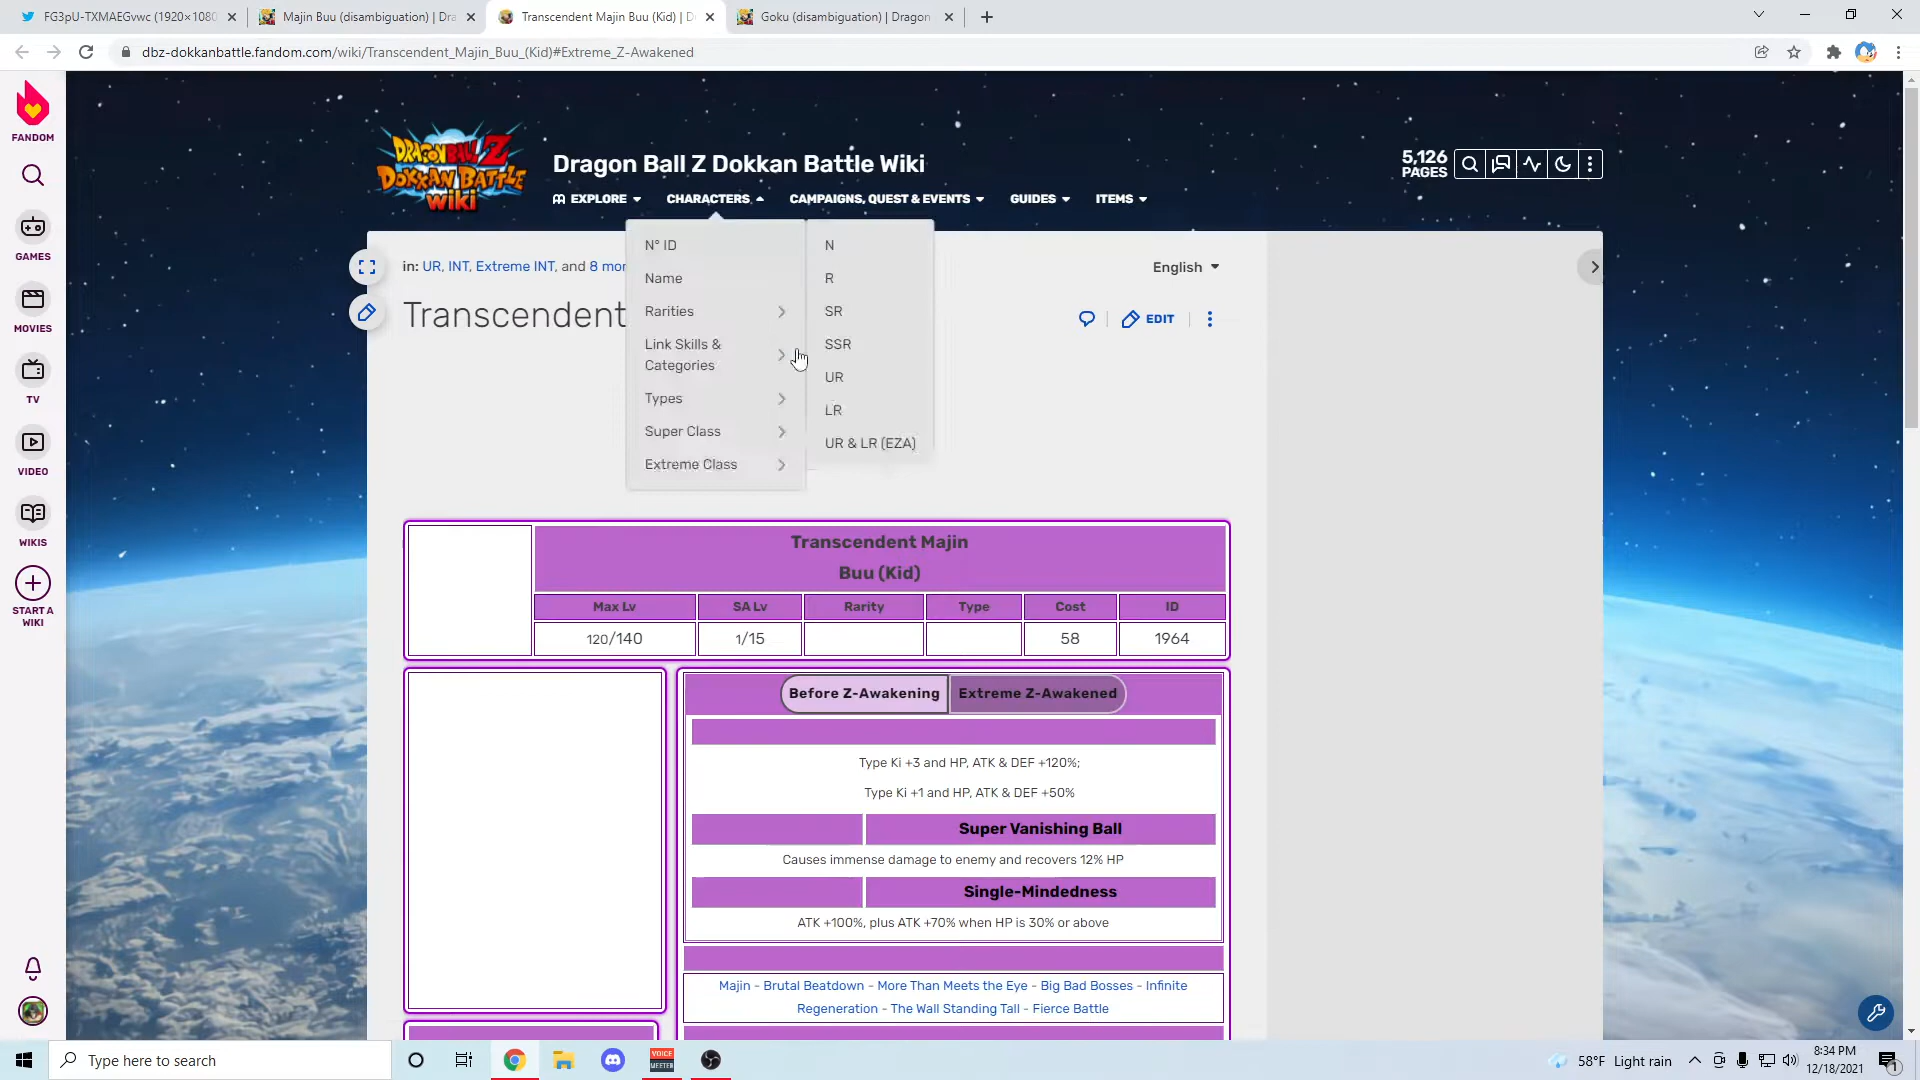 FG3pU-TXMAEGvwc (1920×1080
Majin Buu (disambiguation) | Dra
Transcendent Majin Buu (Kid) | D
Goku (disambiguation) | Dragon
dbz-dokkanbattle.fandom.com/wiki/Transcendent_Majin_Buu_(Kid)#Extreme_Z-Awakened
FANDOM
GAMES
MOVIES
TV
VIDEO
WIKIS
START A
WIKI
DRAGON BALL Z
DOKKAN BATTLE
WIKI
Dragon Ball Z Dokkan Battle Wiki
5,126
PAGES
EXPLORE
CHARACTERS
CAMPAIGNS, QUEST & EVENTS
GUIDES
ITEMS
N° ID
Name
Rarities
Link Skills &
Categories
Types
Super Class
Extreme Class
N
R
SR
SSR
UR
LR
UR & LR (EZA)
in: UR, INT, Extreme INT, and 8 mor
English
Transcendent
EDIT
Transcendent Majin
Buu (Kid)
Max Lv SA Lv Rarity Type Cost ID
120/140 1/15 58 1964
Before Z-Awakening Extreme Z-Awakened
Type Ki +3 and HP, ATK & DEF +120%;
Type Ki +1 and HP, ATK & DEF +50%
Super Vanishing Ball
Causes immense damage to enemy and recovers 12% HP
Single-Mindedness
ATK +100%, plus ATK +70% when HP is 30% or above
Majin - Brutal Beatdown - More Than Meets the Eye - Big Bad Bosses - Infinite
Regeneration - The Wall Standing Tall - Fierce Battle
Type here to search
VOICE
MEETER
58°F Light rain
8:34 PM
12/18/2021
1